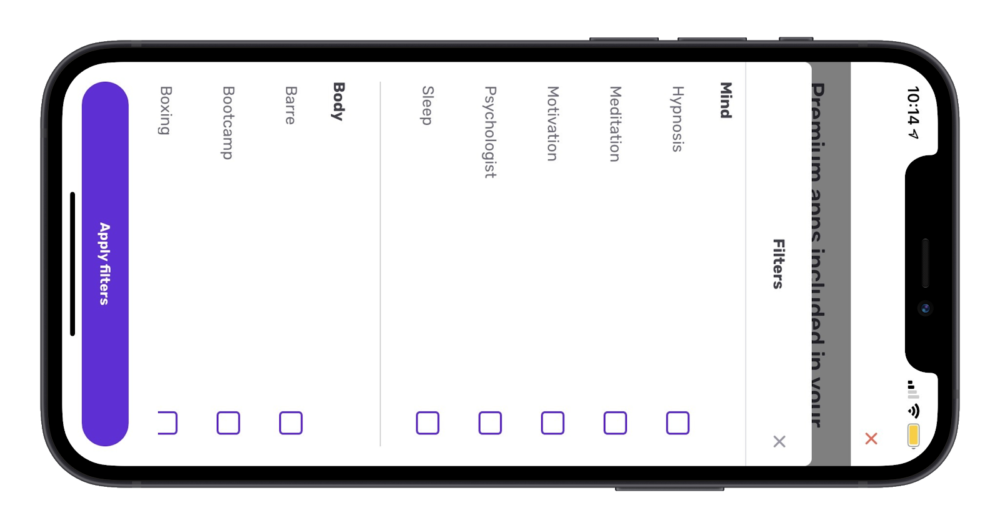 10:14
Premium apps included in your
Filters
Mind
Hypnosis
Meditation
Motivation
Psychologist
Sleep
Body
Barre
Bootcamp
Boxing
Apply filters